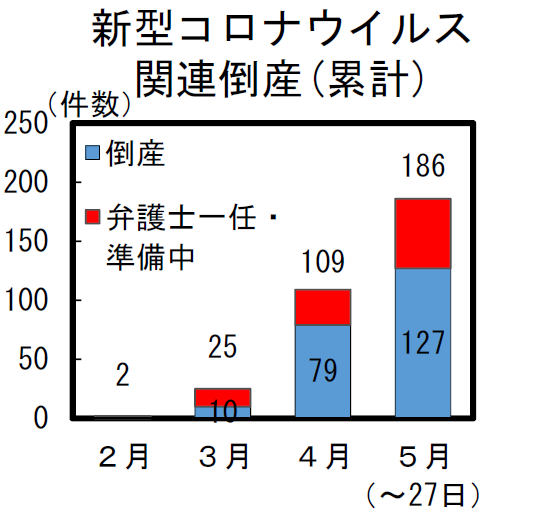 新型コロナウイルス
関連倒産(累計)
(件数)
250
200
150
100
50
0
倒産
弁護士一任・
準備中
2
25
10
109
79
186
127
２月
３月
４月
５月
(～27日)